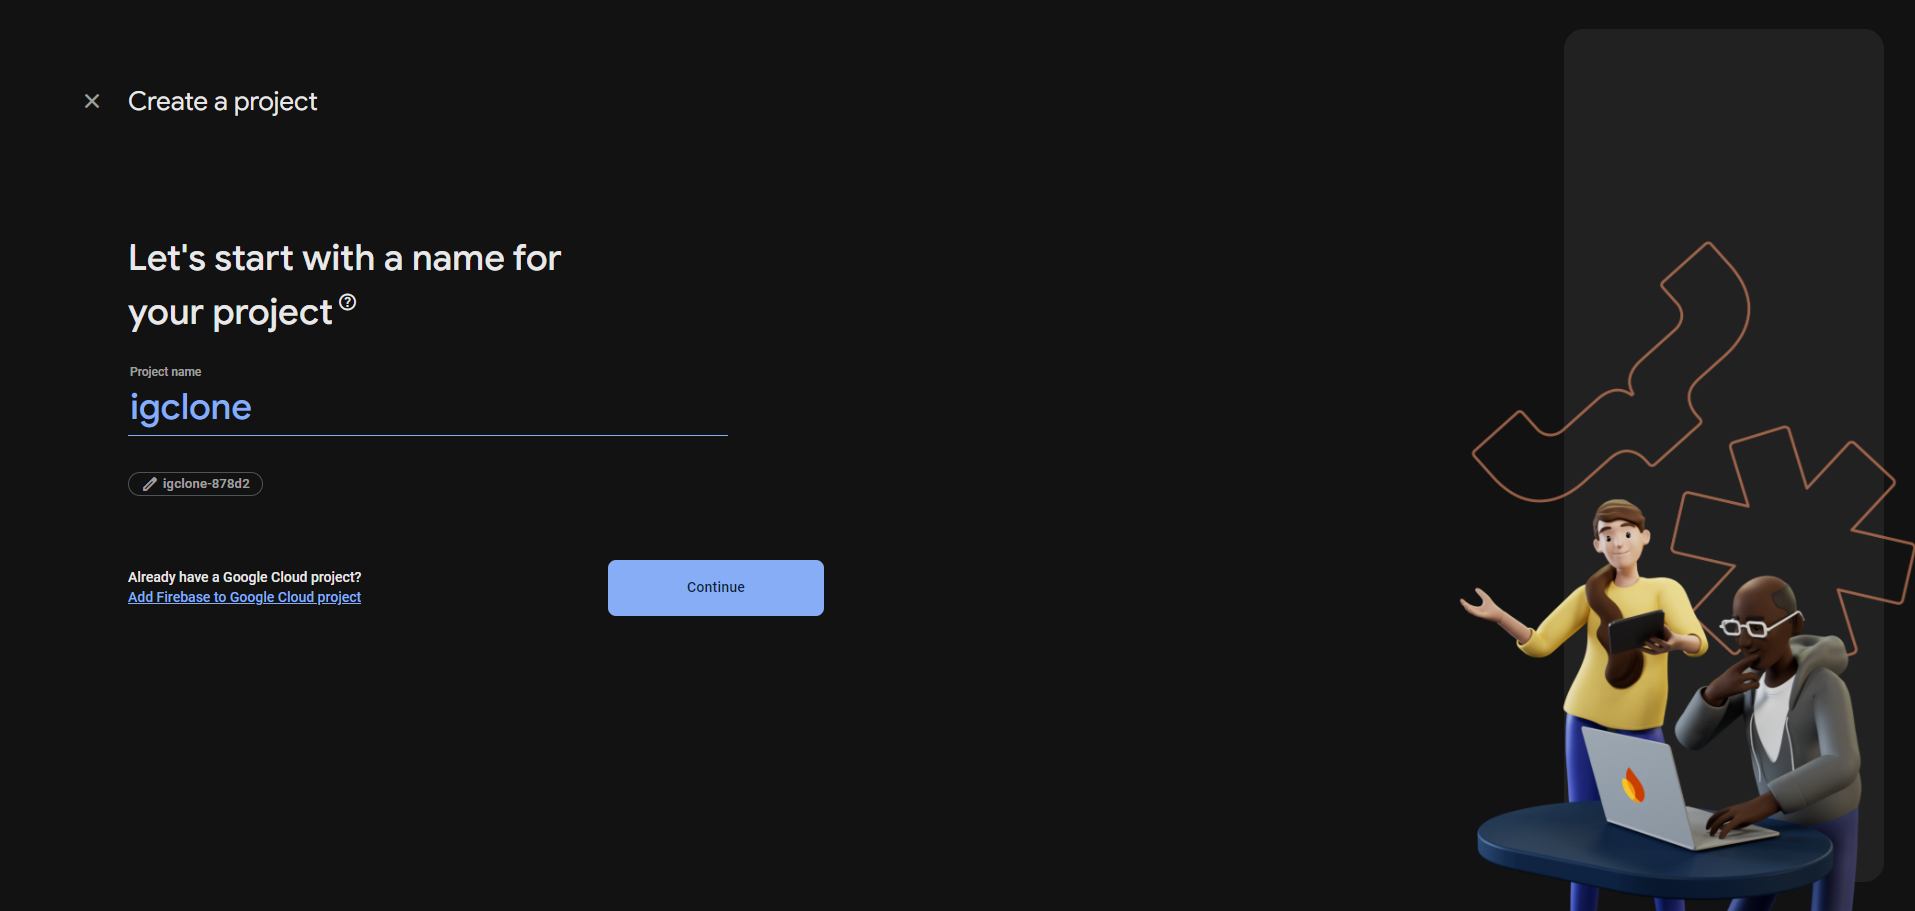 Create a project
Let's start with a name for
your project
Project name
igclone
igclone-878d2
Already have a Google Cloud project?
Add Firebase to Google Cloud project
Continue